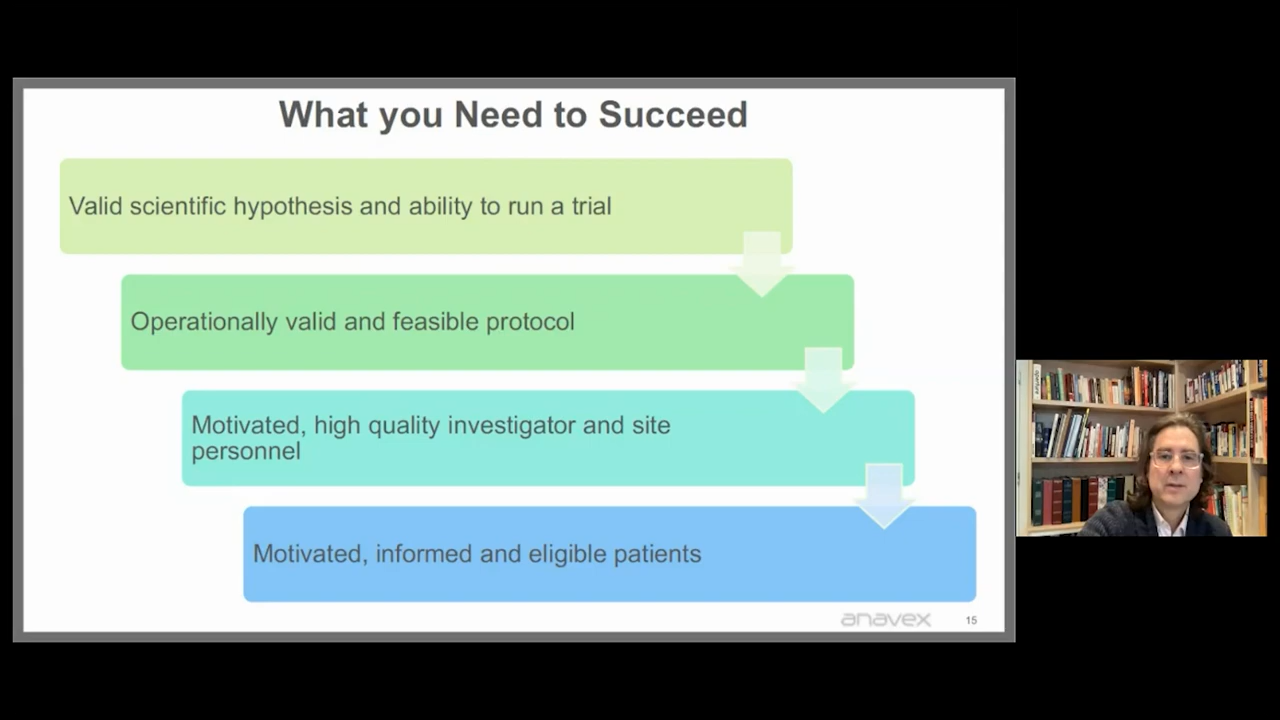 What you Need to Succeed
Valid scientific hypothesis and ability to run a trial
Operationally valid and feasible protocol
Motivated, high quality investigator and site
personnel
Motivated, informed and eligible patients
anavex
15